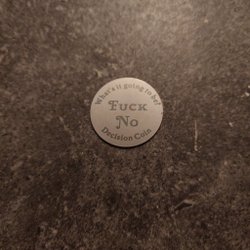 What's it going to be?
Fuck
No
Decision Coin